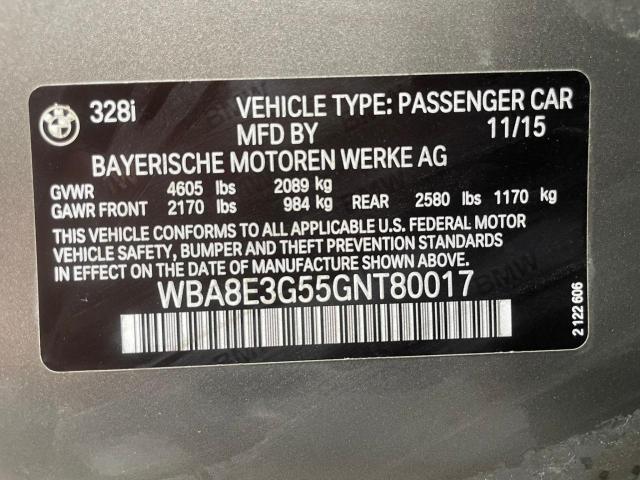 328i VEHICLE TYPE: PASSENGER CAR
MFD BY 11/15
BAYERISCHE MOTOREN WERKE AG
GVWR 4605 lbs 2089 kg
GAWR FRONT 2170 lbs 984 kg REAR 2580 lbs 1170 kg
THIS VEHICLE CONFORMS TO ALL APPLICABLE U.S. FEDERAL MOTOR
VEHICLE SAFETY, BUMPER AND THEFT PREVENTION STANDARDS
IN EFFECT ON THE DATE OF MANUFACTURE SHOWN ABOVE.
WBA8E3G55GNT80017
2 122 606